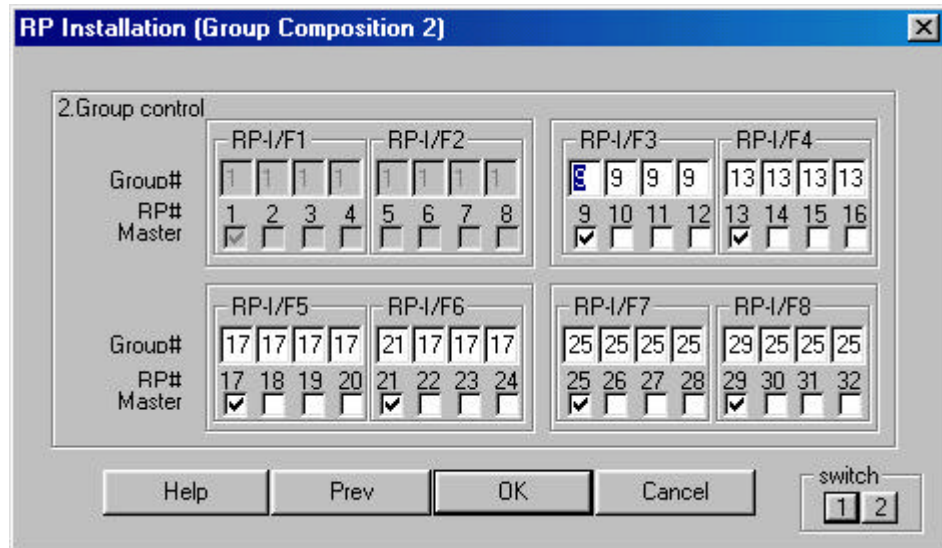 RP Installation (Group Composition 2)
2.Group control
RP-I/F1 RP-I/F2 RP-I/F3 RP-I/F4
Group# 1 1 1 1 1 1 1 1 9 9 9 9 13 13 13 13
RP# 1 2 3 4 5 6 7 8 9 10 11 12 13 14 15 16
Master
RP-I/F5 RP-I/F6 RP-I/F7 RP-I/F8
Group# 17 17 17 17 21 17 17 17 25 25 25 25 29 25 25 25
RP# 17 18 19 20 21 22 23 24 25 26 27 28 29 30 31 32
Master
switch
Help Prev OK Cancel 1 2